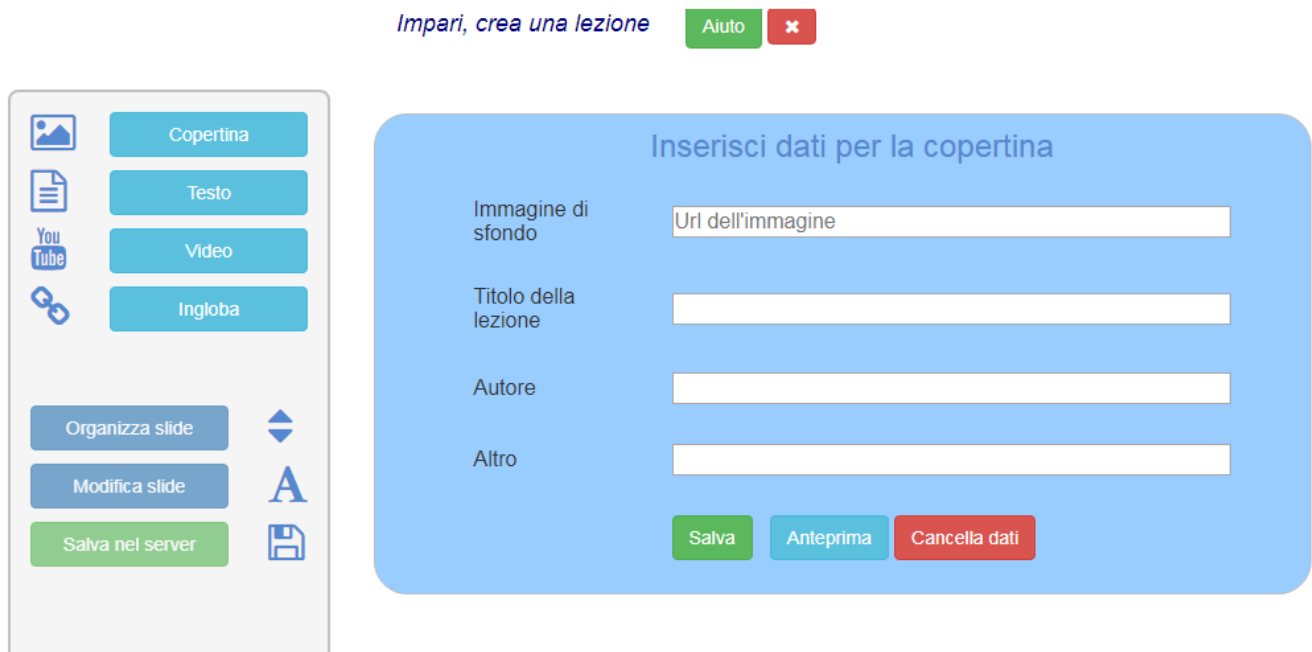 Impari, crea una lezione
Aiuto
Copertina
Testo
You
Tube
Video
Ingloba
Organizza slide
Modifica slide
A
Salva nel server
Inserisci dati per la copertina
Immagine di
sfondo
Url dell'immagine
Titolo della
lezione
Autore
Altro
Salva
Anteprima
Cancella dati